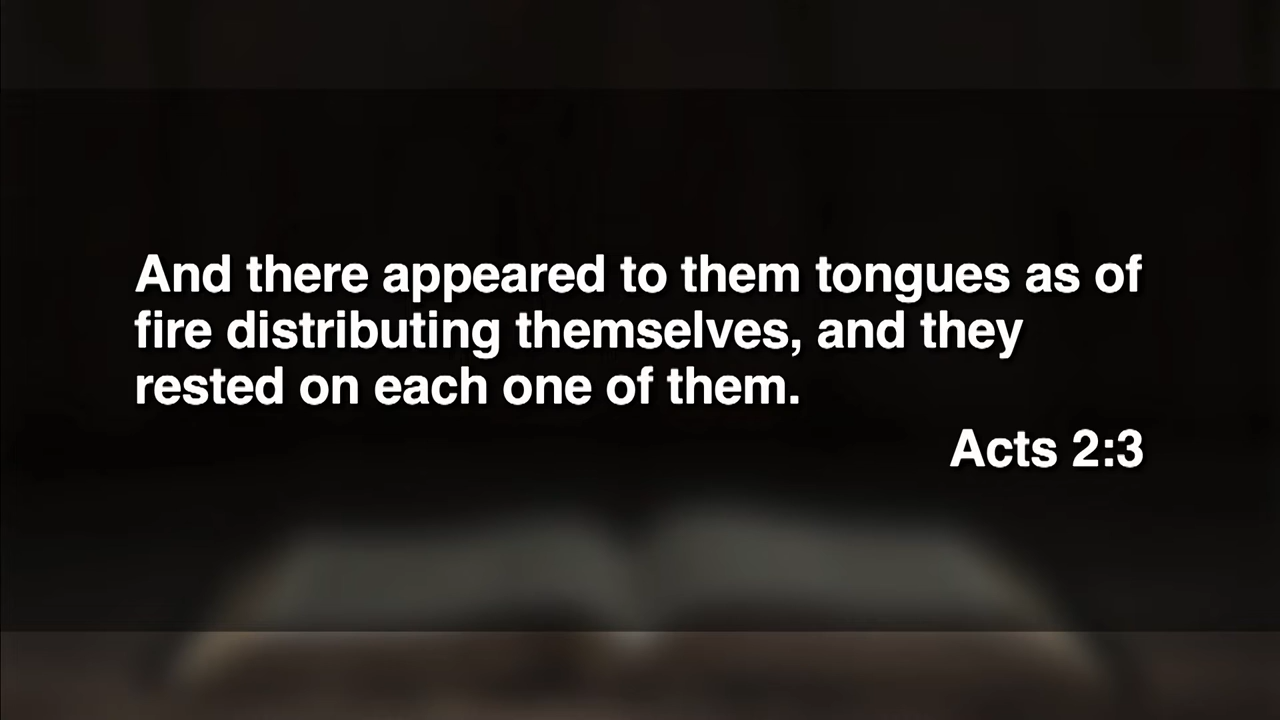 And there appeared to them tongues as of
fire distributing themselves, and they
rested on each one of them.
Acts 2:3